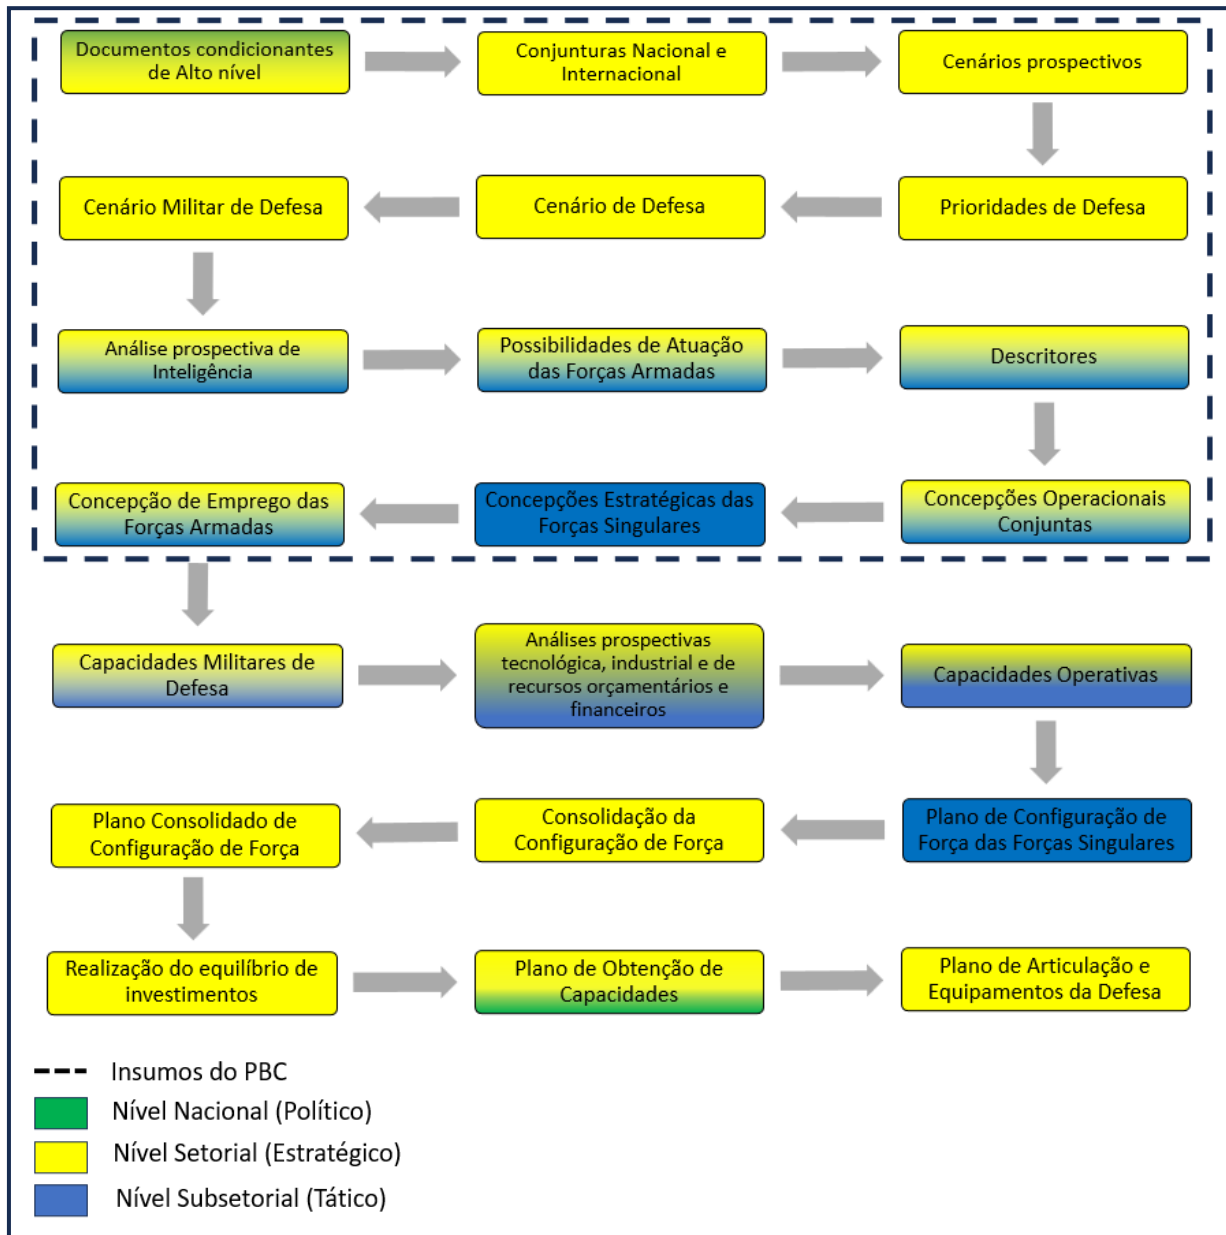 Documentos condicionantes
de Alto nível
Conjunturas Nacional e
Internacional
Cenários prospectivos
Cenário Militar de Defesa
Cenário de Defesa
Prioridades de Defesa
Análise prospectiva de
Inteligência
Possibilidades de Atuação
das Forças Armadas
Descritores
Concepção de Emprego das
Forças Armadas
Concepções Estratégicas das
Forças Singulares
Concepções Operacionais
Conjuntas
Capacidades Militares de
Defesa
Análises prospectivas
tecnológica, industrial e de
recursos orçamentários e
financeiros
Capacidades Operativas
Plano Consolidado de
Configuração de Força
Consolidação da
Configuração de Força
Plano de Configuração de
Força das Forças Singulares
Realização do equilíbrio de
investimentos
Plano de Obtenção de
Capacidades
Plano de Articulação e
Equipamentos da Defesa
Insumos do PBC
Nível Nacional (Político)
Nível Setorial (Estratégico)
Nível Subsetorial (Tático)